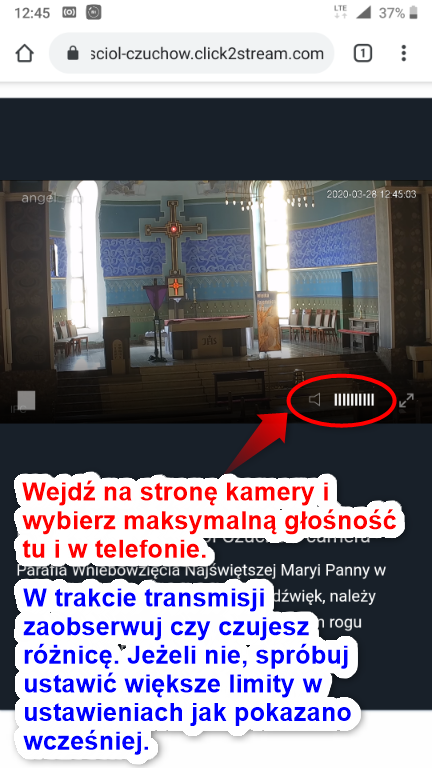 12:45
LTE
37%
sciol-czuchow.click2stream.com
1
angel
2020-03-28 12:45:03
IHS
Wejdź na stronę kamery i
wybierz maksymalną głośność
tu i w telefonie.
camera
Parafia Wniebowzięcia Najświętszej Maryi Panny w
W trakcie transmisji
dźwięk, należy
zaobserwuj czy czujesz
rogu
różnicę. Jeżeli nie, spróbuj
ustawić większe limity w
ustawieniach jak pokazano
wcześniej.